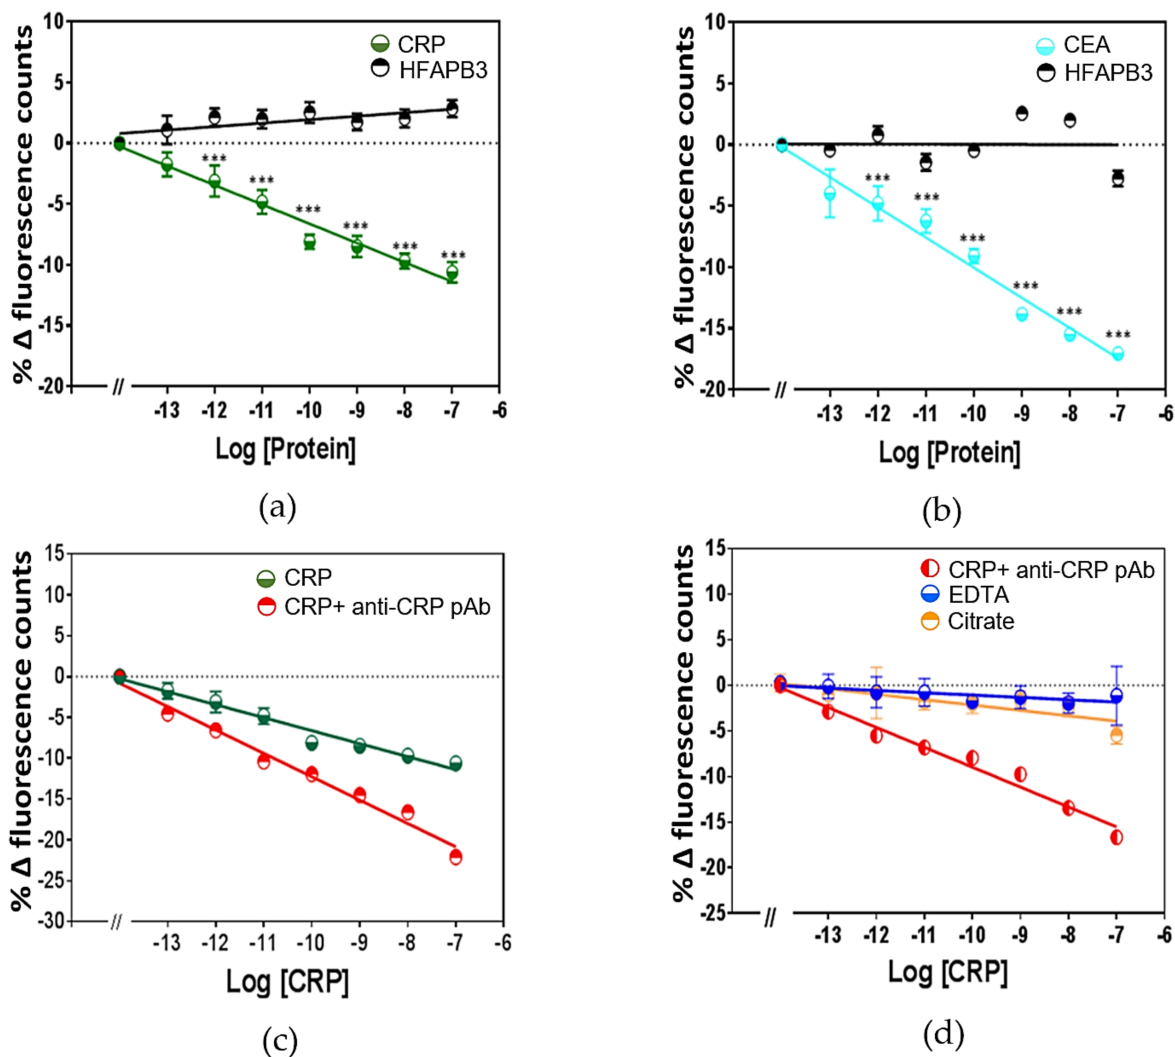 10
5
0
-5
-10
-15
-20
% Δ fluorescence counts
CRP
HFAPB3
***
***
***
***
***
***
//
-13 -12 -11 -10 -9 -8 -7 -6
Log [Protein]
(a)
10
5
0
-5
-10
-15
-20
% Δ fluorescence counts
CEA
HFAPB3
***
***
***
***
***
***
//
-13 -12 -11 -10 -9 -8 -7 -6
Log [Protein]
(b)
15
10
5
0
-5
-10
-15
-20
-25
-30
% Δ fluorescence counts
CRP
CRP+ anti-CRP pAb
//
-13 -12 -11 -10 -9 -8 -7 -6
Log [CRP]
(c)
15
10
5
0
-5
-10
-15
-20
-25
% Δ fluorescence counts
CRP+ anti-CRP pAb
EDTA
Citrate
//
-13 -12 -11 -10 -9 -8 -7 -6
Log [CRP]
(d)